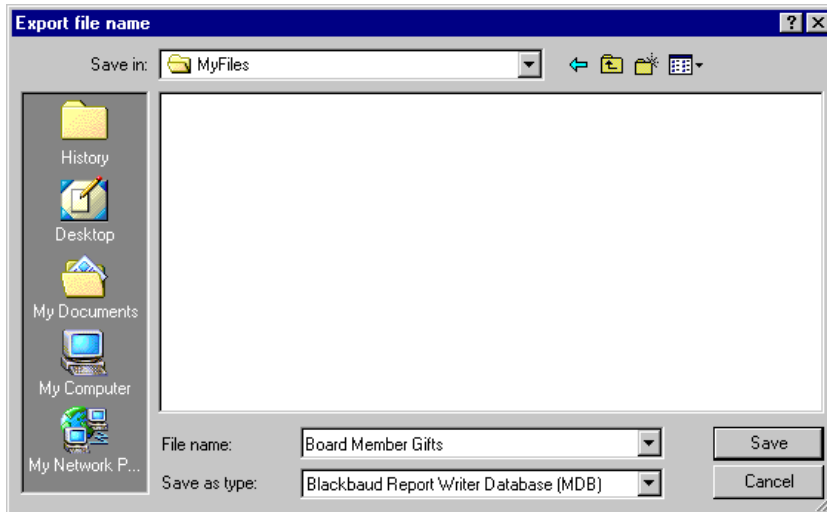 Export file name
Save in: MyFiles
History
Desktop
My Documents
My Computer
My Network P...
File name: Board Member Gifts Save
Save as type: Blackbaud Report Writer Database (MDB) Cancel